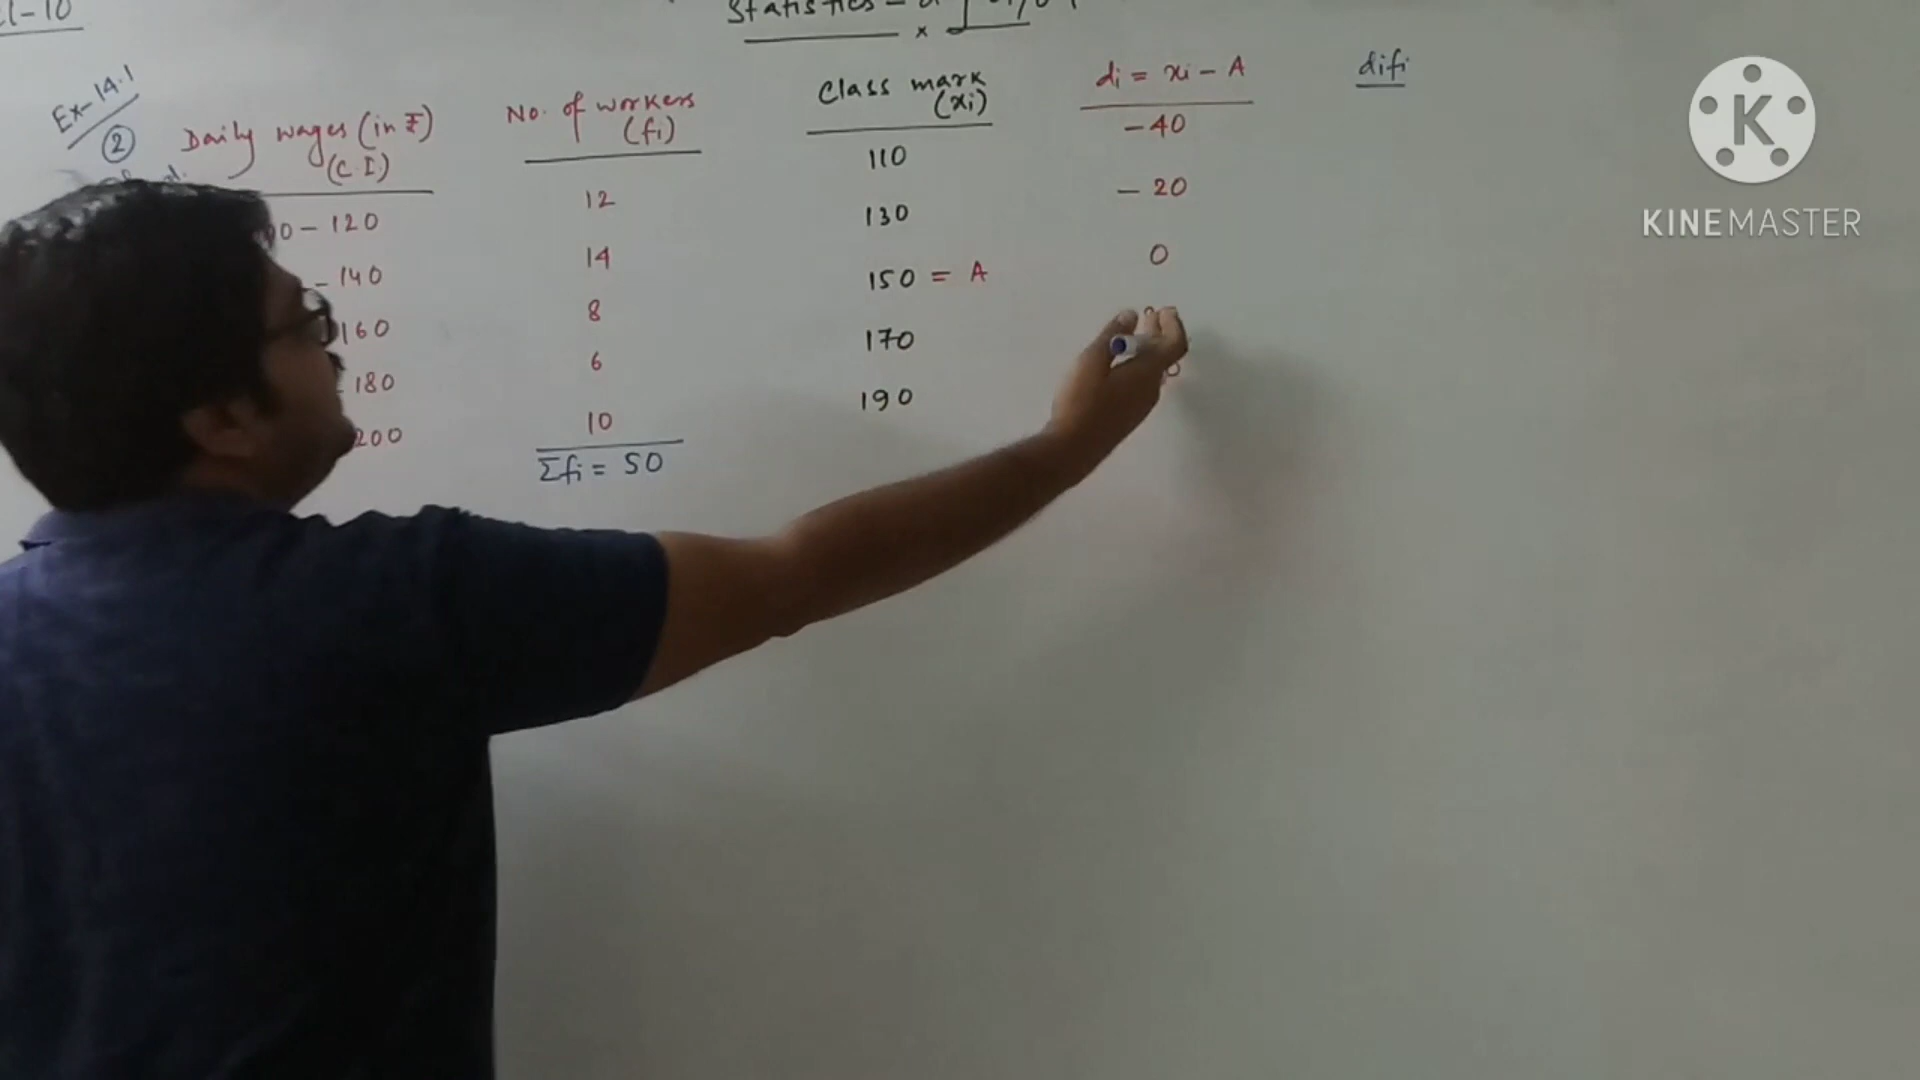 Statistics -
Ex-14.1
②
Daily wages (in ₹)
(C.I.)
- 120
- 140
160
180
200
No. of workers
(fi)
12
14
8
6
10
Σfi = 50
Class mark
(xi)
110
130
150 = A
170
190
di = xi - A
-40
- 20
0
difi
K
KINEMASTER